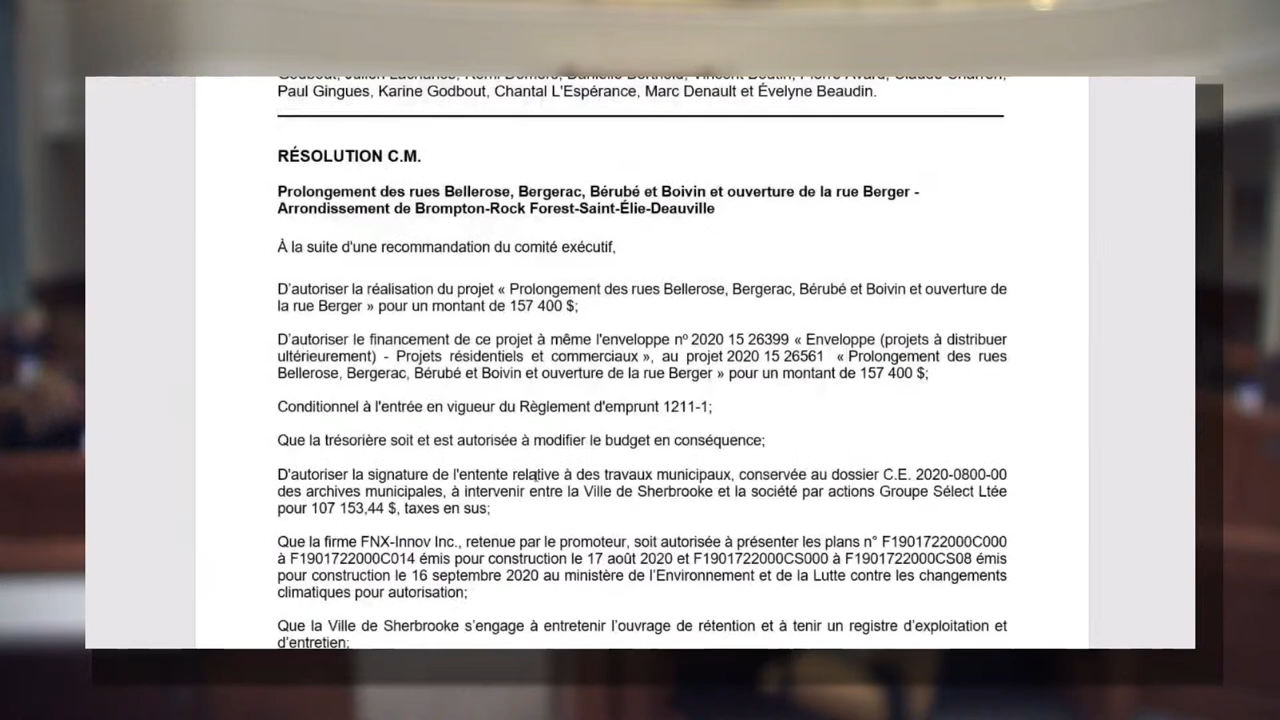 Paul Gingues, Karine Godbout, Chantal L'Espérance, Marc Denault et Évelyne Beaudin.
RÉSOLUTION C.M.
Prolongement des rues Bellerose, Bergerac, Bérubé et Boivin et ouverture de la rue Berger -
Arrondissement de Brompton-Rock Forest-Saint-Élie-Deauville
À la suite d'une recommandation du comité exécutif,
D'autoriser la réalisation du projet « Prolongement des rues Bellerose, Bergerac, Bérubé et Boivin et ouverture de
la rue Berger » pour un montant de 157 400 $;
D'autoriser le financement de ce projet à même l'enveloppe nº 2020 15 26399 « Enveloppe (projets à distribuer
ultérieurement) - Projets résidentiels et commerciaux », au projet 2020 15 26561 « Prolongement des rues
Bellerose, Bergerac, Bérubé et Boivin et ouverture de la rue Berger » pour un montant de 157 400 $;
Conditionnel à l'entrée en vigueur du Règlement d'emprunt 1211-1;
Que la trésorière soit et est autorisée à modifier le budget en conséquence;
D'autoriser la signature de l'entente relative à des travaux municipaux, conservée au dossier C.E. 2020-0800-00
des archives municipales, à intervenir entre la Ville de Sherbrooke et la société par actions Groupe Sélect Ltée
pour 107 153,44 $, taxes en sus;
Que la firme FNX-Innov Inc., retenue par le promoteur, soit autorisée à présenter les plans n° F1901722000C000
à F1901722000C014 émis pour construction le 17 août 2020 et F1901722000CS000 à F1901722000CS08 émis
pour construction le 16 septembre 2020 au ministère de l'Environnement et de la Lutte contre les changements
climatiques pour autorisation;
Que la Ville de Sherbrooke s'engage à entretenir l'ouvrage de rétention et à tenir un registre d'exploitation et
d'entretien;